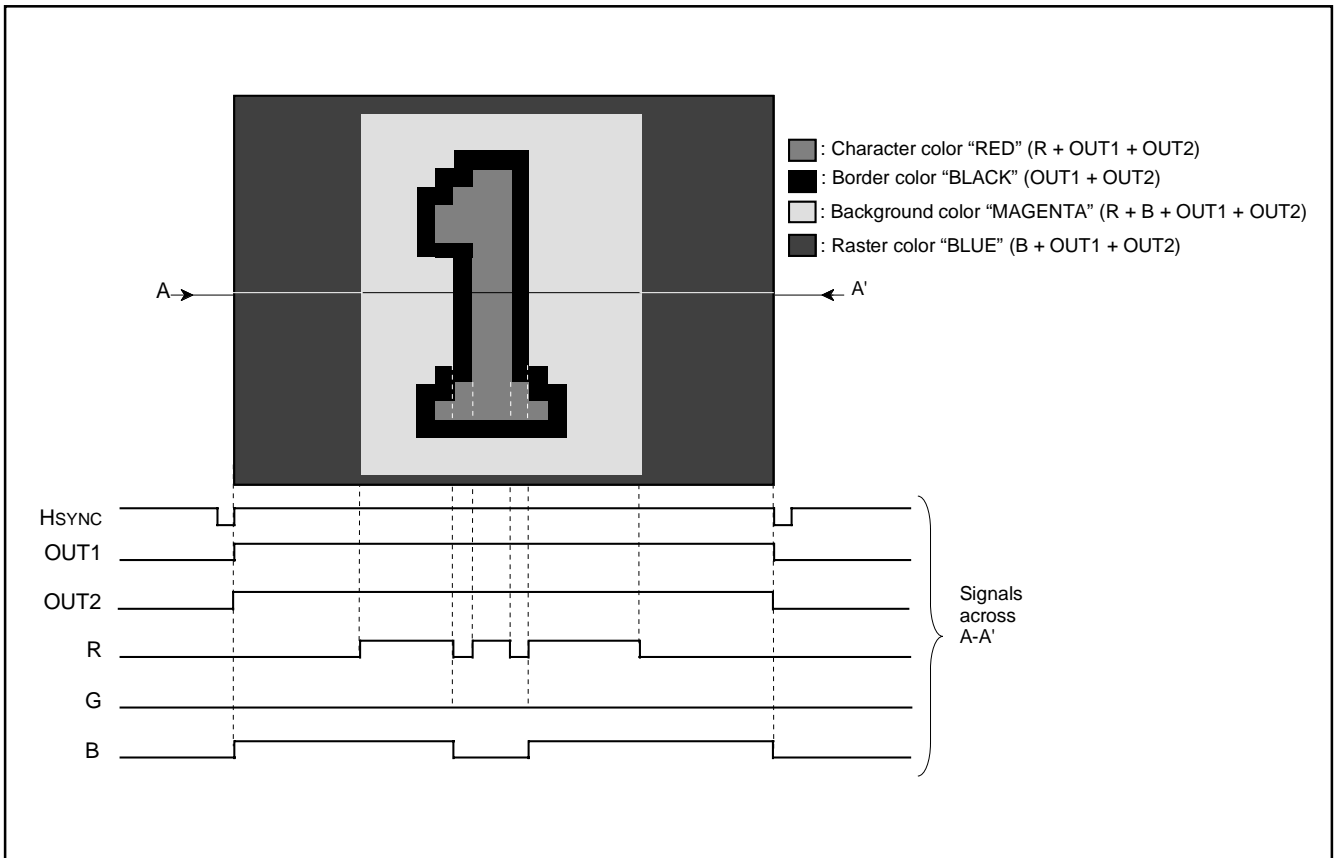 : Character color “RED” (R + OUT1 + OUT2)
: Border color “BLACK” (OUT1 + OUT2)
: Background color “MAGENTA” (R + B + OUT1 + OUT2)
: Raster color “BLUE” (B + OUT1 + OUT2)
A
A'
HSYNC
OUT1
OUT2
R
G
B
Signals
across
A-A'